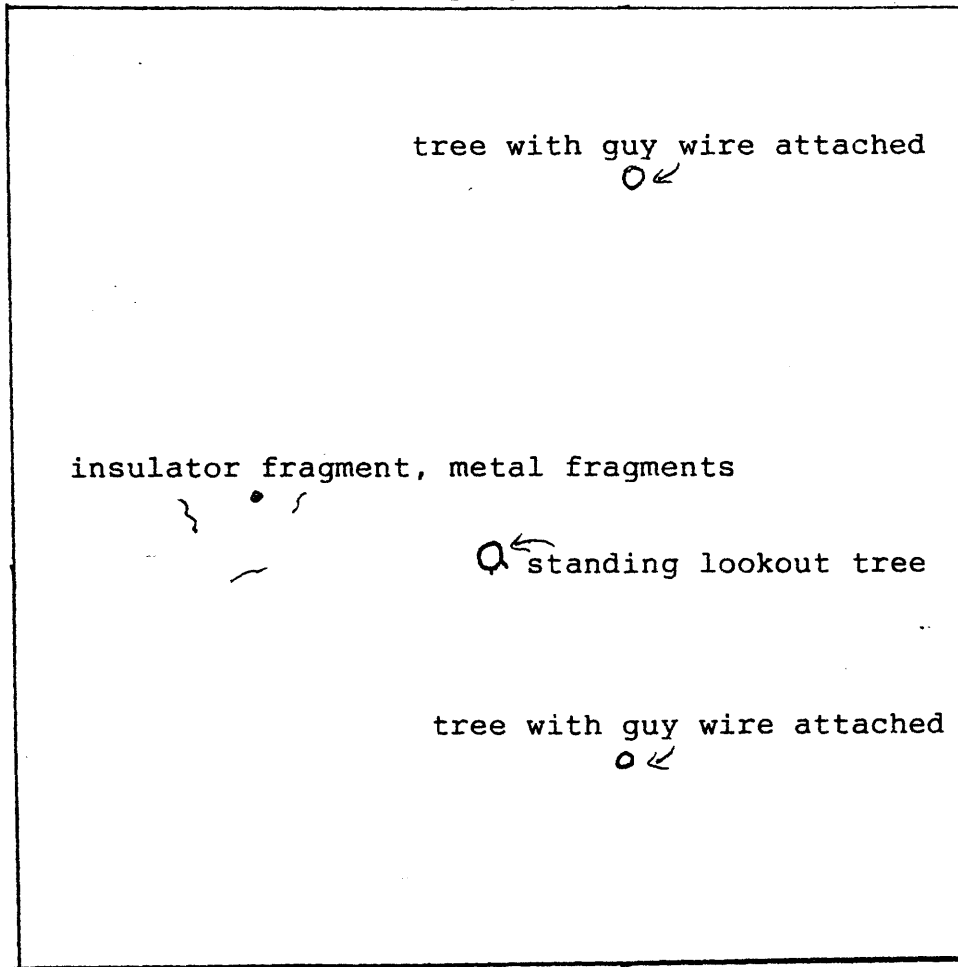 tree with guy wire attached
insulator fragment, metal fragments
standing lookout tree
tree with guy wire attached